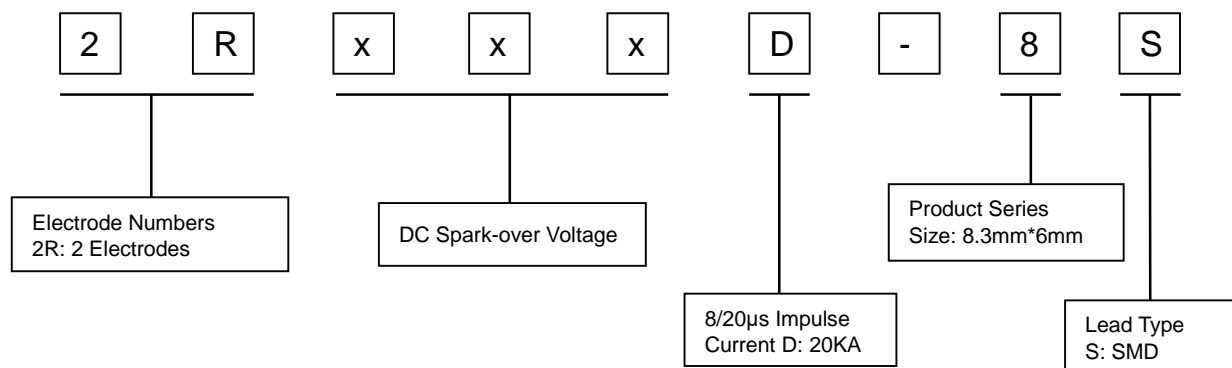 2 R x x x D - 8 S
Electrode Numbers
2R: 2 Electrodes
DC Spark-over Voltage
8/20μs Impulse
Current D: 20KA
Product Series
Size: 8.3mm*6mm
Lead Type
S: SMD